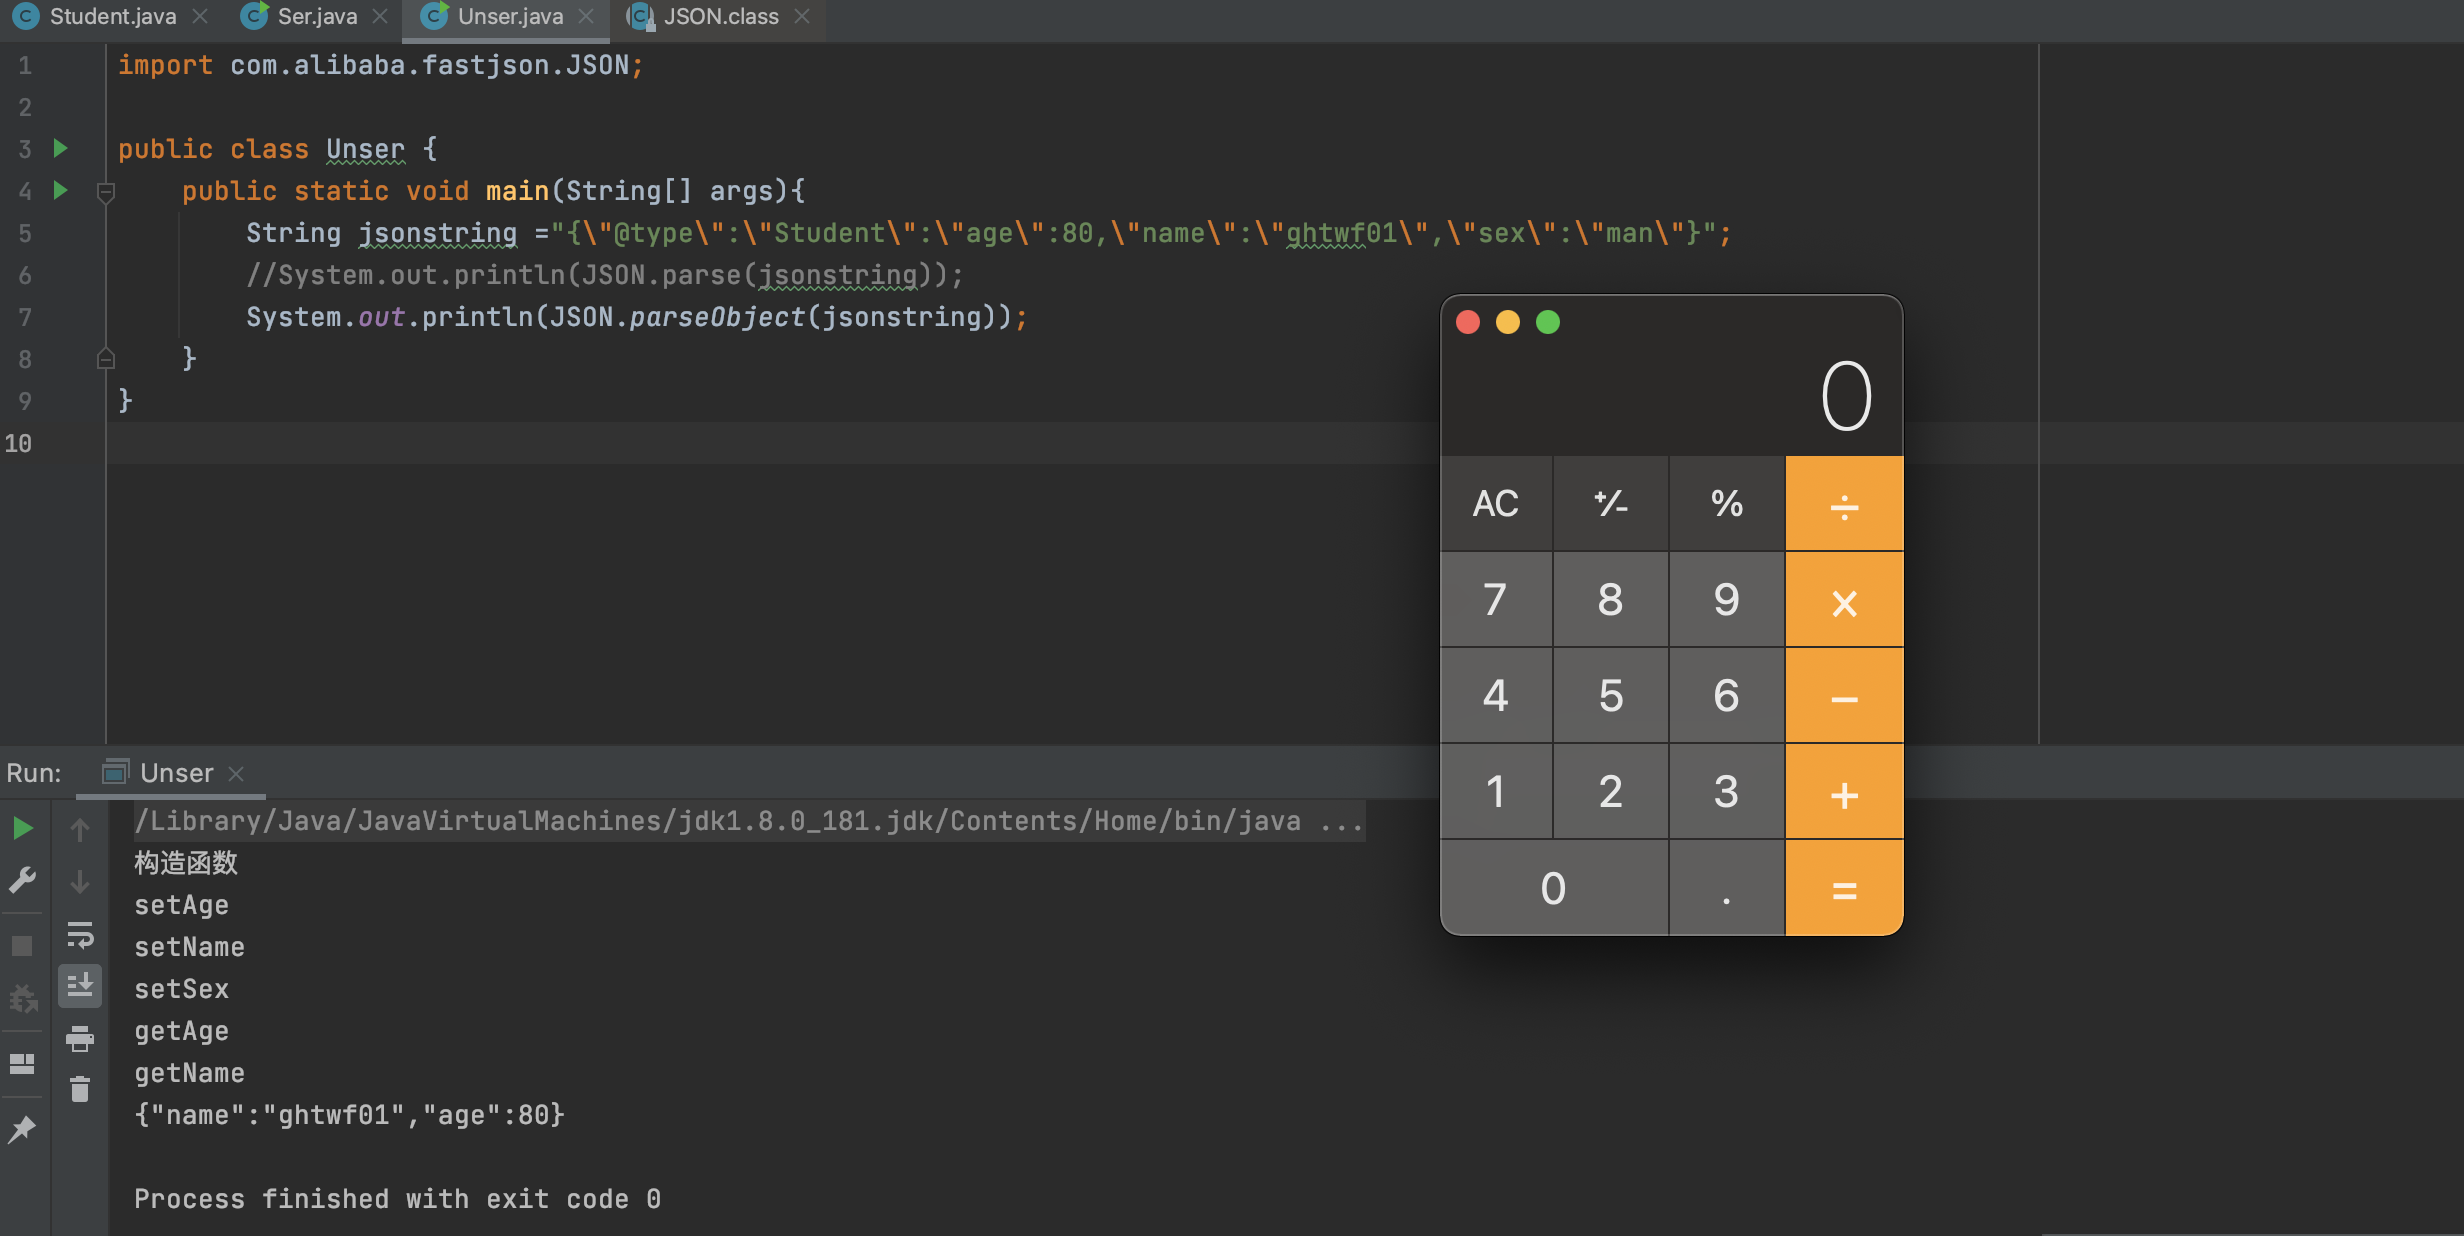 Student.java
Ser.java
Unser.java
JSON.class
1 import com.alibaba.fastjson.JSON;
2
3 public class Unser {
4 public static void main(String[] args){
5 String jsonstring ="{\"@type\":\"Student\":\"age\":80,\"name\":\"ghtwf01\",\"sex\":\"man\"}";
6 //System.out.println(JSON.parse(jsonstring));
7 System.out.println(JSON.parseObject(jsonstring));
8 }
9 }
10
0
AC +/- % ÷
7 8 9 ×
4 5 6 −
1 2 3 +
0 . =
Run: Unser
/Library/Java/JavaVirtualMachines/jdk1.8.0_181.jdk/Contents/Home/bin/java ...
构造函数
setAge
setName
setSex
getAge
getName
{"name":"ghtwf01","age":80}
Process finished with exit code 0